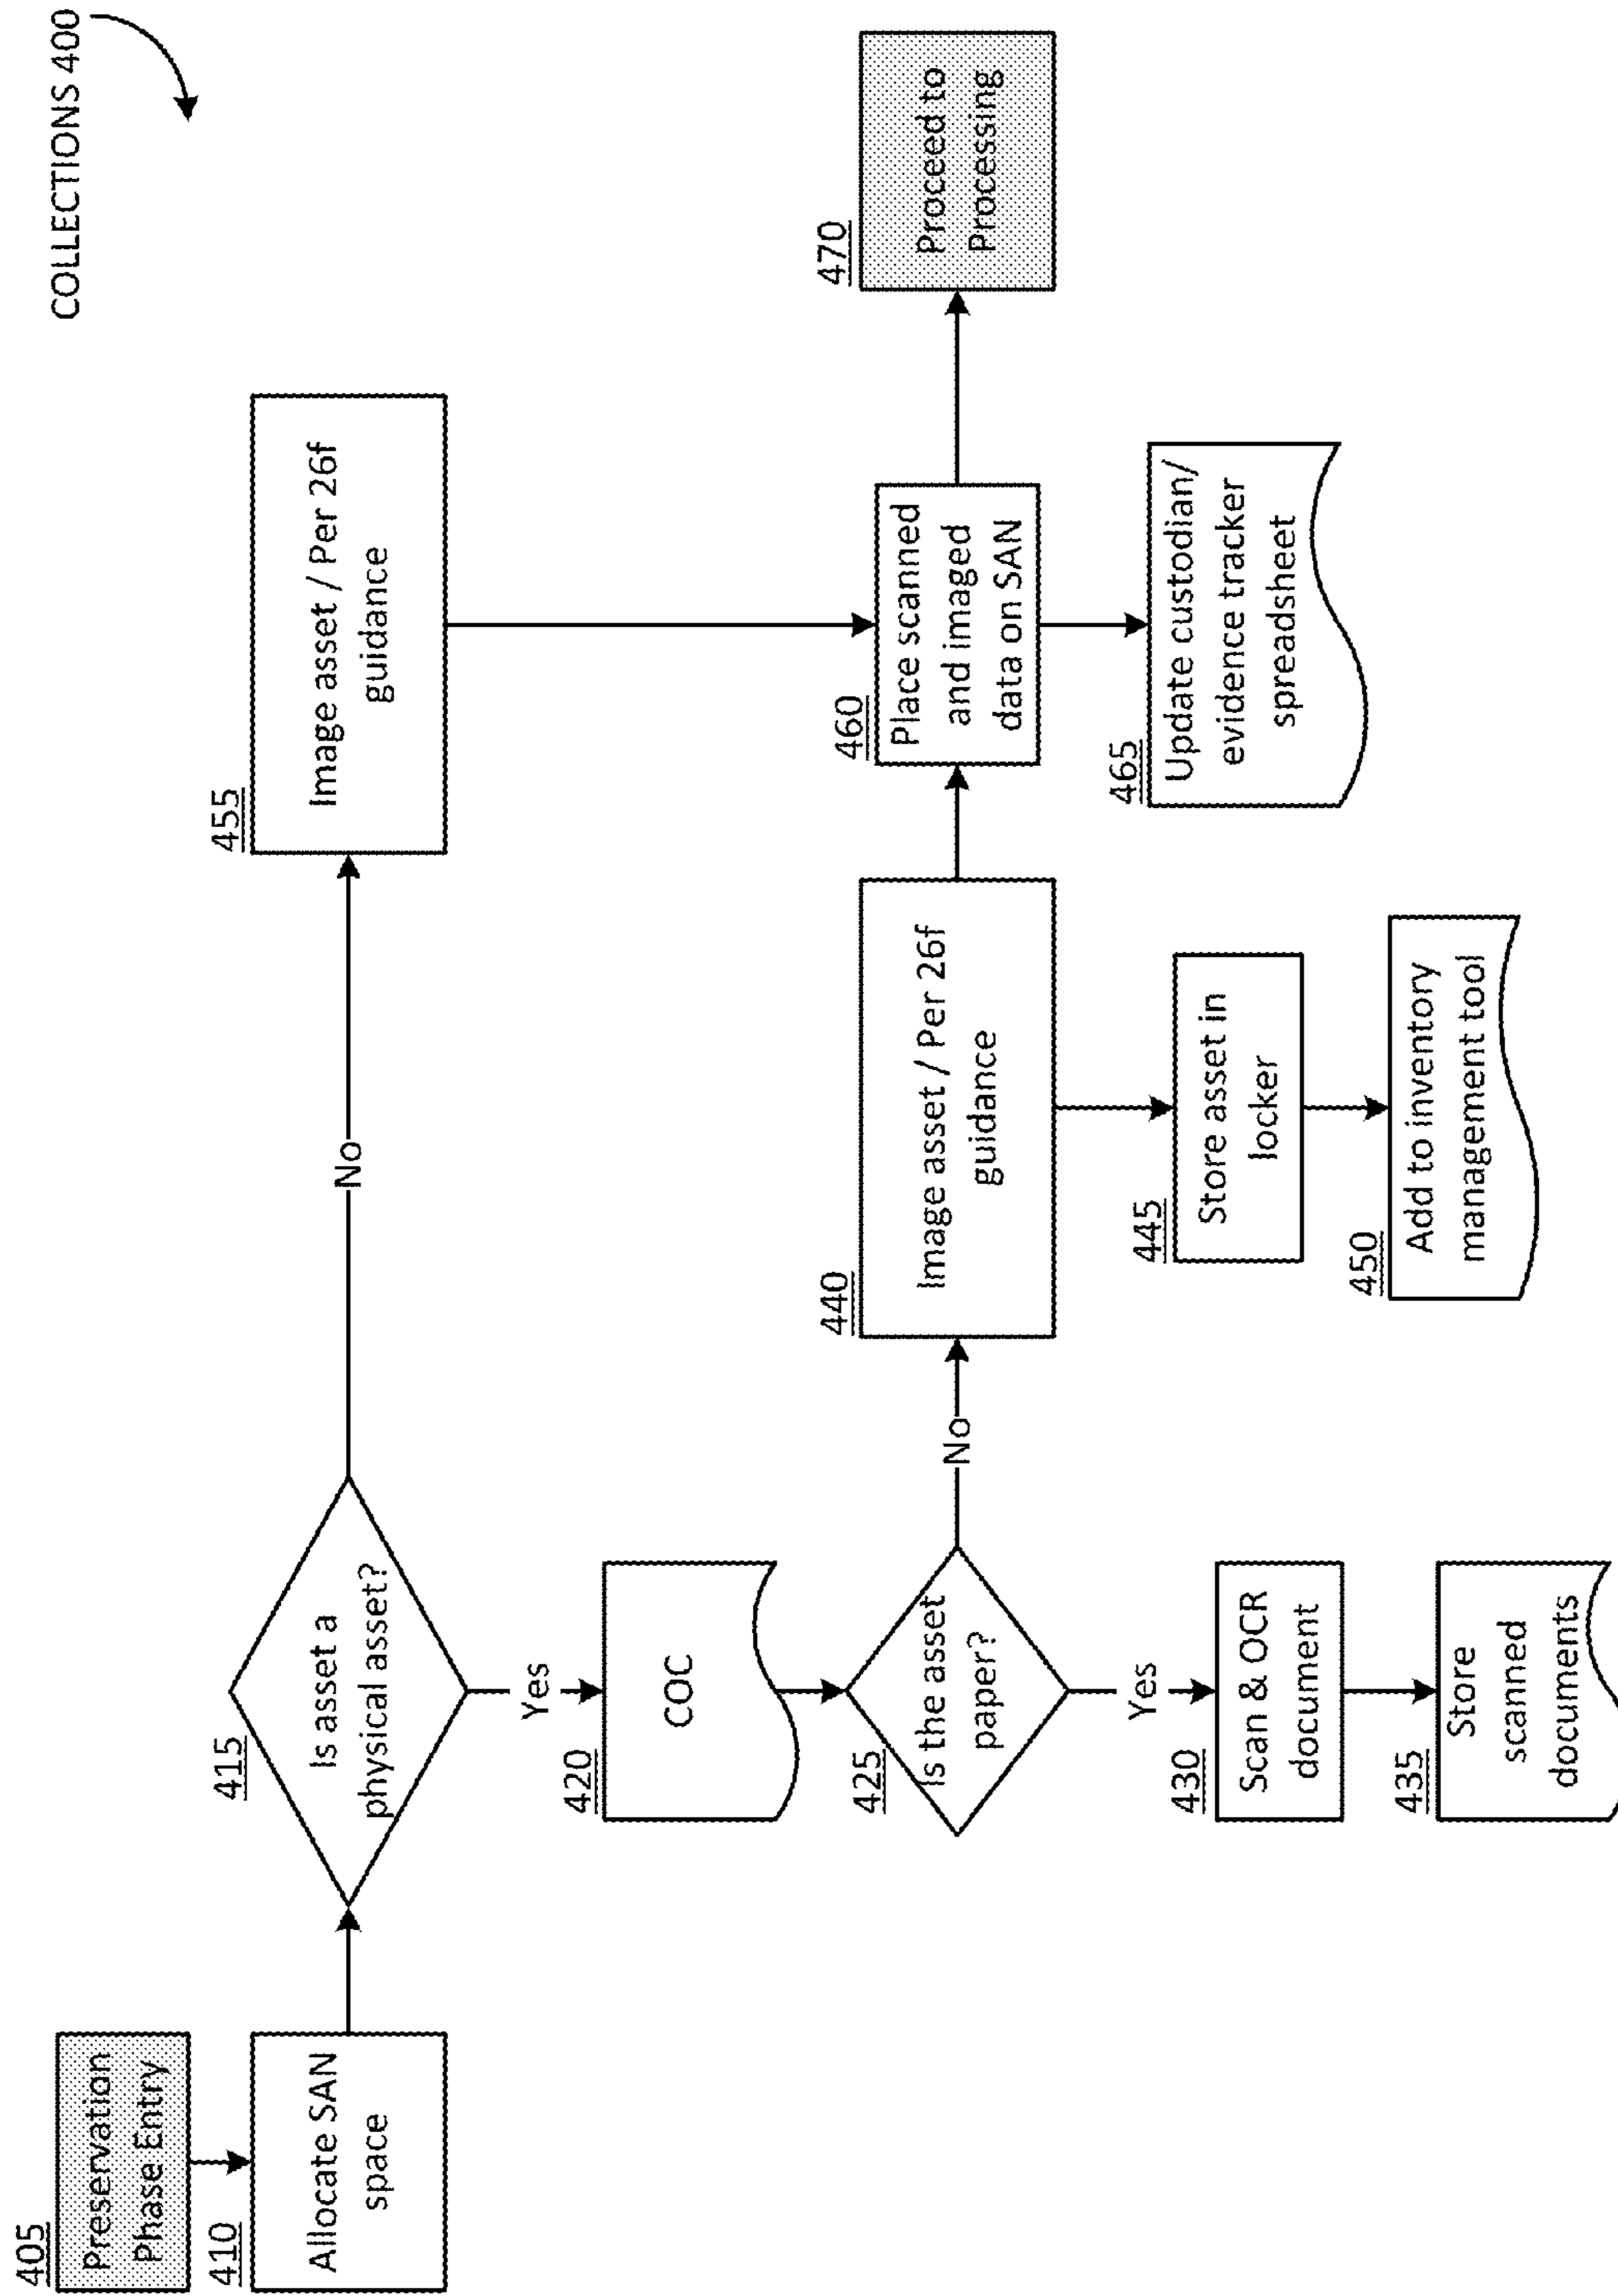 COLLECTIONS 400
405
Preservation
Phase Entry
410
Allocate SAN
space
415
Is asset a
physical asset?
No
455
Image asset / Per 26f
guidance
Yes
420
COC
425
Is the asset
paper?
No
440
Image asset / Per 26f
guidance
460
Place scanned
and imaged
data on SAN
470
Proceed to
Processing
Yes
430
Scan & OCR
document
435
Store
scanned
documents
445
Store asset in
locker
450
Add to inventory
management tool
465
Update custodian/
evidence tracker
spreadsheet